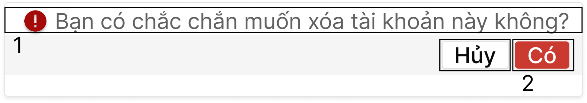 Bạn có chắc chắn muốn xóa tài khoản này không?
1
Hủy Có
2